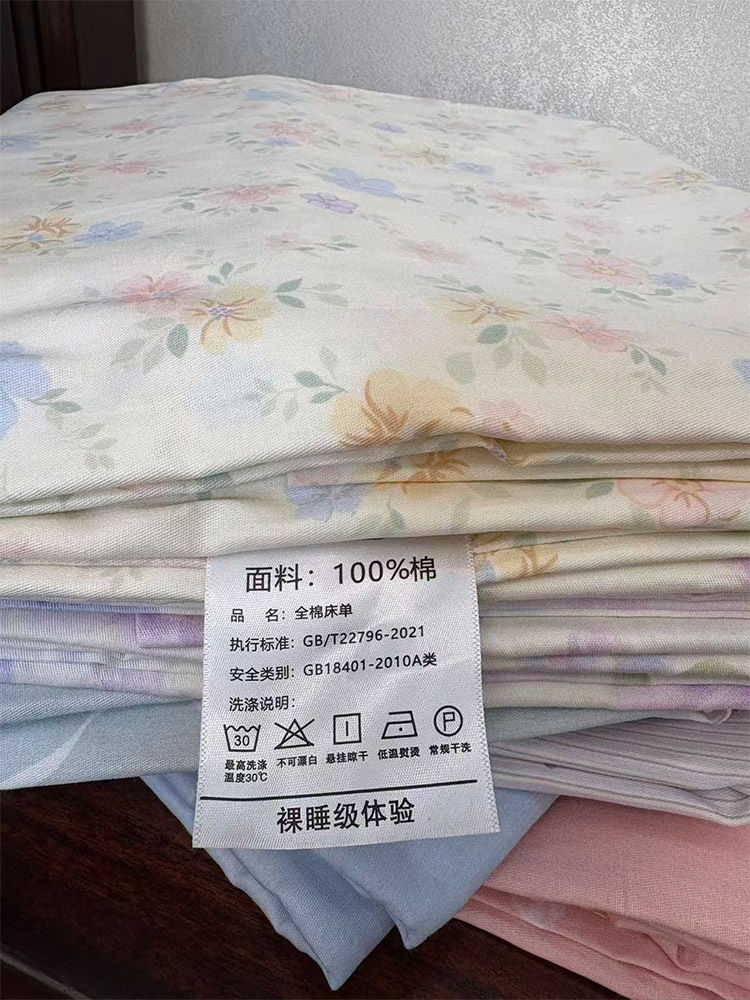 面料：100%棉
品　名：全棉床单
执行标准：GB/T22796-2021
安全类别：GB18401-2010A类
洗涤说明：
30 P
最高洗涤温度30℃ 不可漂白 悬挂晾干 低温熨烫 常规干洗
裸睡级体验